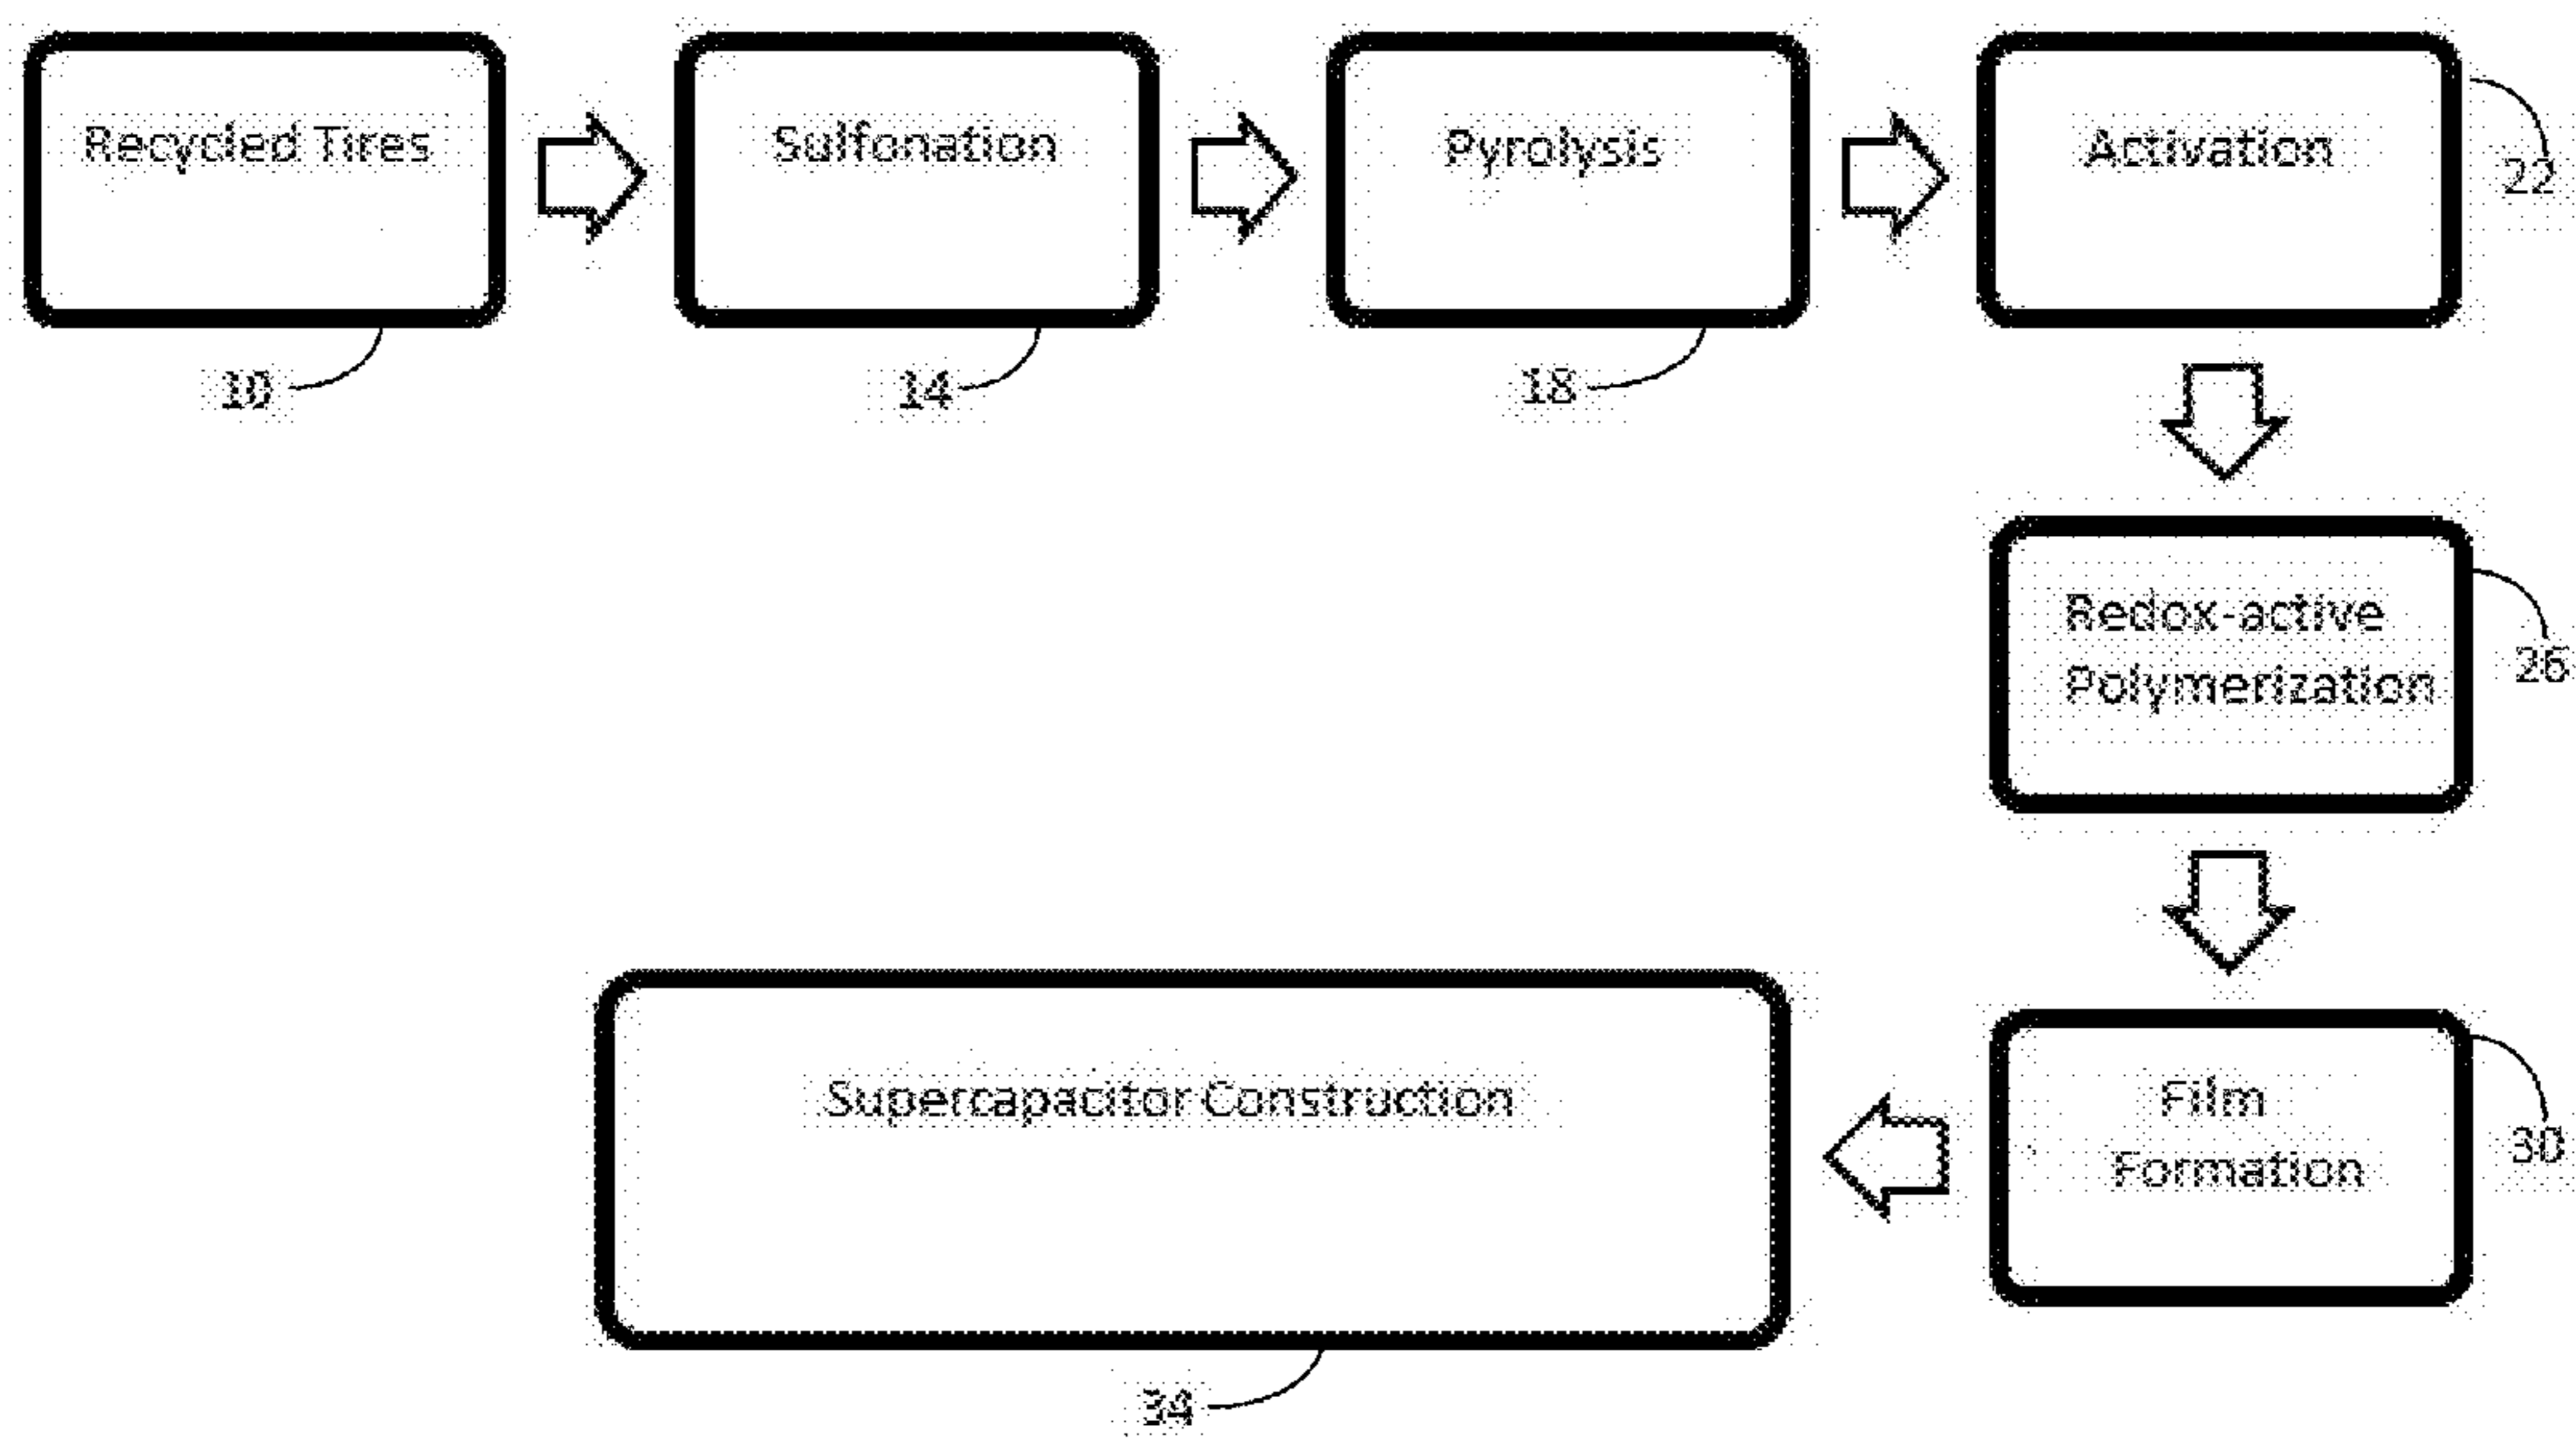 Recycled Tires
Sulfonation
Pyrolysis
Activation
22
10
14
18
Redox-active
Polymerization
26
Supercapacitor Construction
Film
Formation
30
34